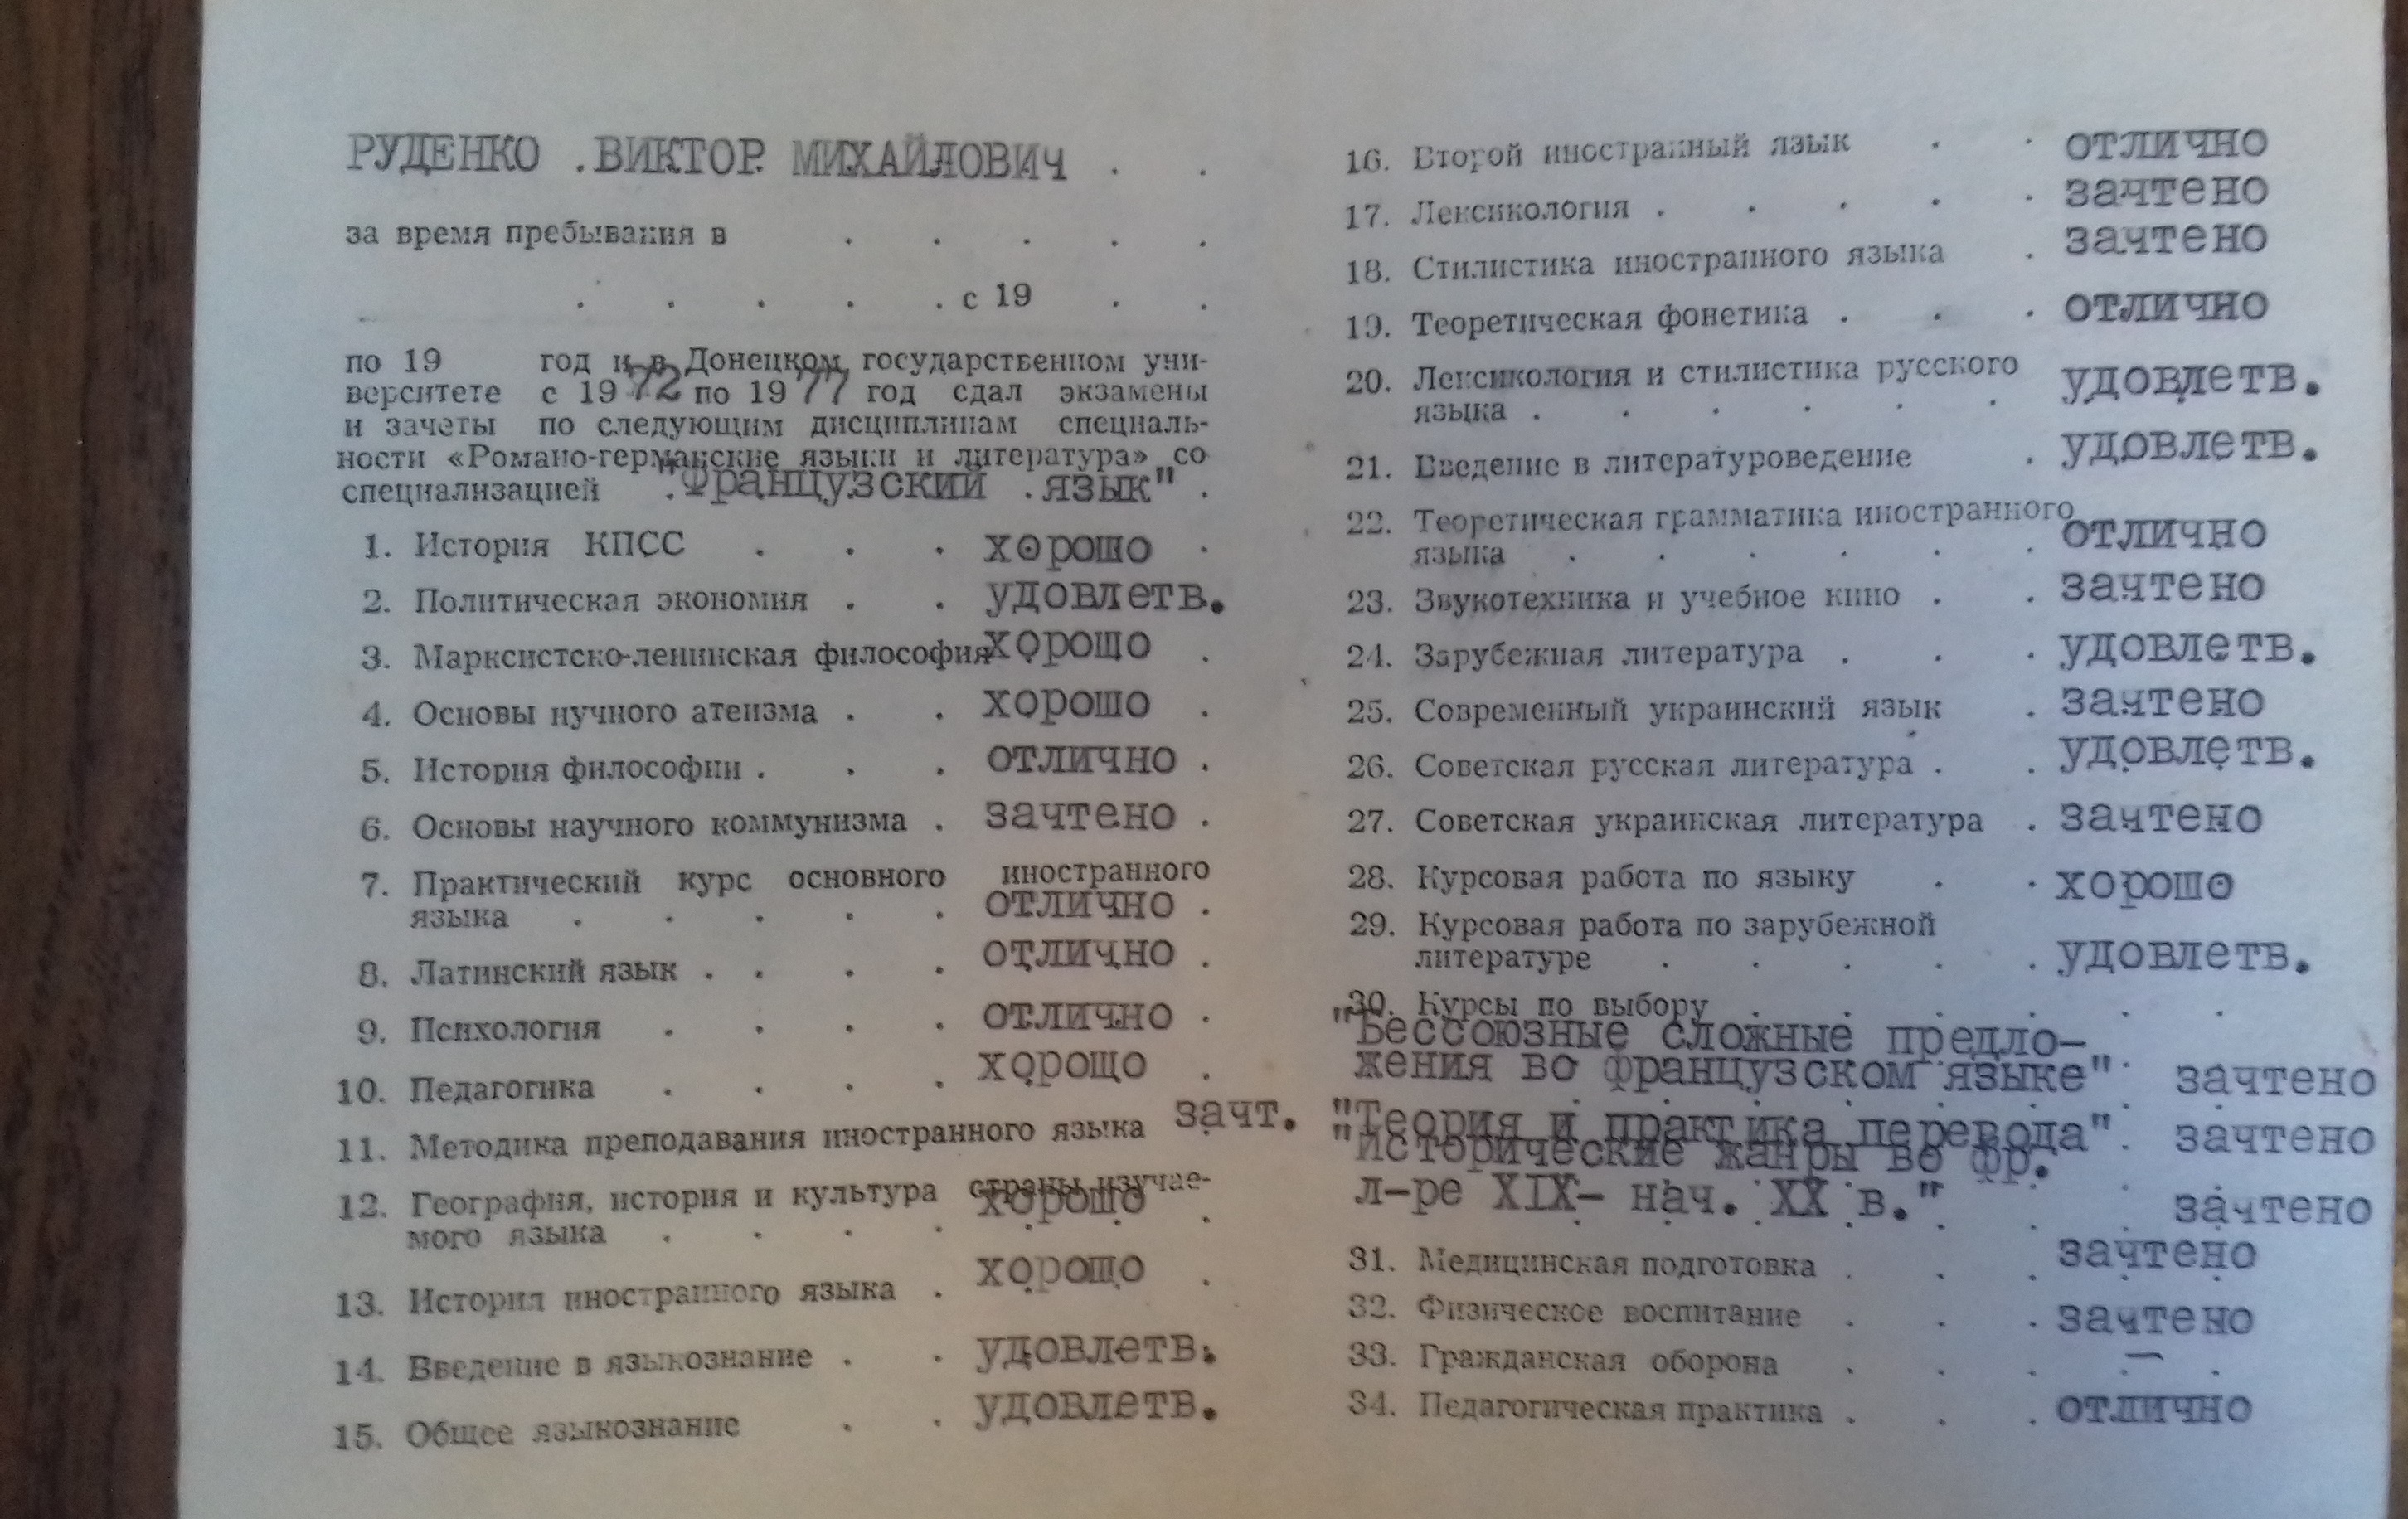 РУДЕНКО ВИКТОР МИХАЙЛОВИЧ
за время пребывания в
с 19
по 19 год и в Донецком государственном уни-
верситете с 1972 по 1977 год сдал экзамены
и зачеты по следующим дисциплинам специаль-
ности «Романо-германские языки и литература» со
специализацией "Французский язык"
1. История КПСС хорошо
2. Политическая экономия удовлетв.
3. Марксистско-ленинская философия хорошо
4. Основы нучного атеизма хорошо
5. История философии отлично
6. Основы научного коммунизма зачтено
7. Практический курс основного иностранного
языка отлично
8. Латинский язык отлично
9. Психология отлично
10. Педагогика хорошо
11. Методика преподавания иностранного языка зачт.
12. География, история и культура страны изучае-
мого языка хорошо
13. История иностранного языка хорошо
14. Введение в языкознание удовлетв.
15. Общее языкознание удовлетв.
16. Второй иностранный язык отлично
17. Лексикология зачтено
18. Стилистика иностранного языка зачтено
19. Теоретическая фонетика отлично
20. Лексикология и стилистика русского
языка удовлетв.
21. Введение в литературоведение удовлетв.
22. Теоретическая грамматика иностранного
языка отлично
23. Звукотехника и учебное кино зачтено
24. Зарубежная литература удовлетв.
25. Современный украинский язык зачтено
26. Советская русская литература удовлетв.
27. Советская украинская литература зачтено
28. Курсовая работа по языку хорошо
29. Курсовая работа по зарубежной
литературе удовлетв.
30. Курсы по выбору
"Бессоюзные сложные предло-
жения во французском языке" зачтено
"Теория и практика перевода" зачтено
"Исторические жанры во фр.
л-ре XIX- нач. XX в." зачтено
31. Медицинская подготовка зачтено
32. Физическое воспитание зачтено
33. Гражданская оборона —
34. Педагогическая практика отлично